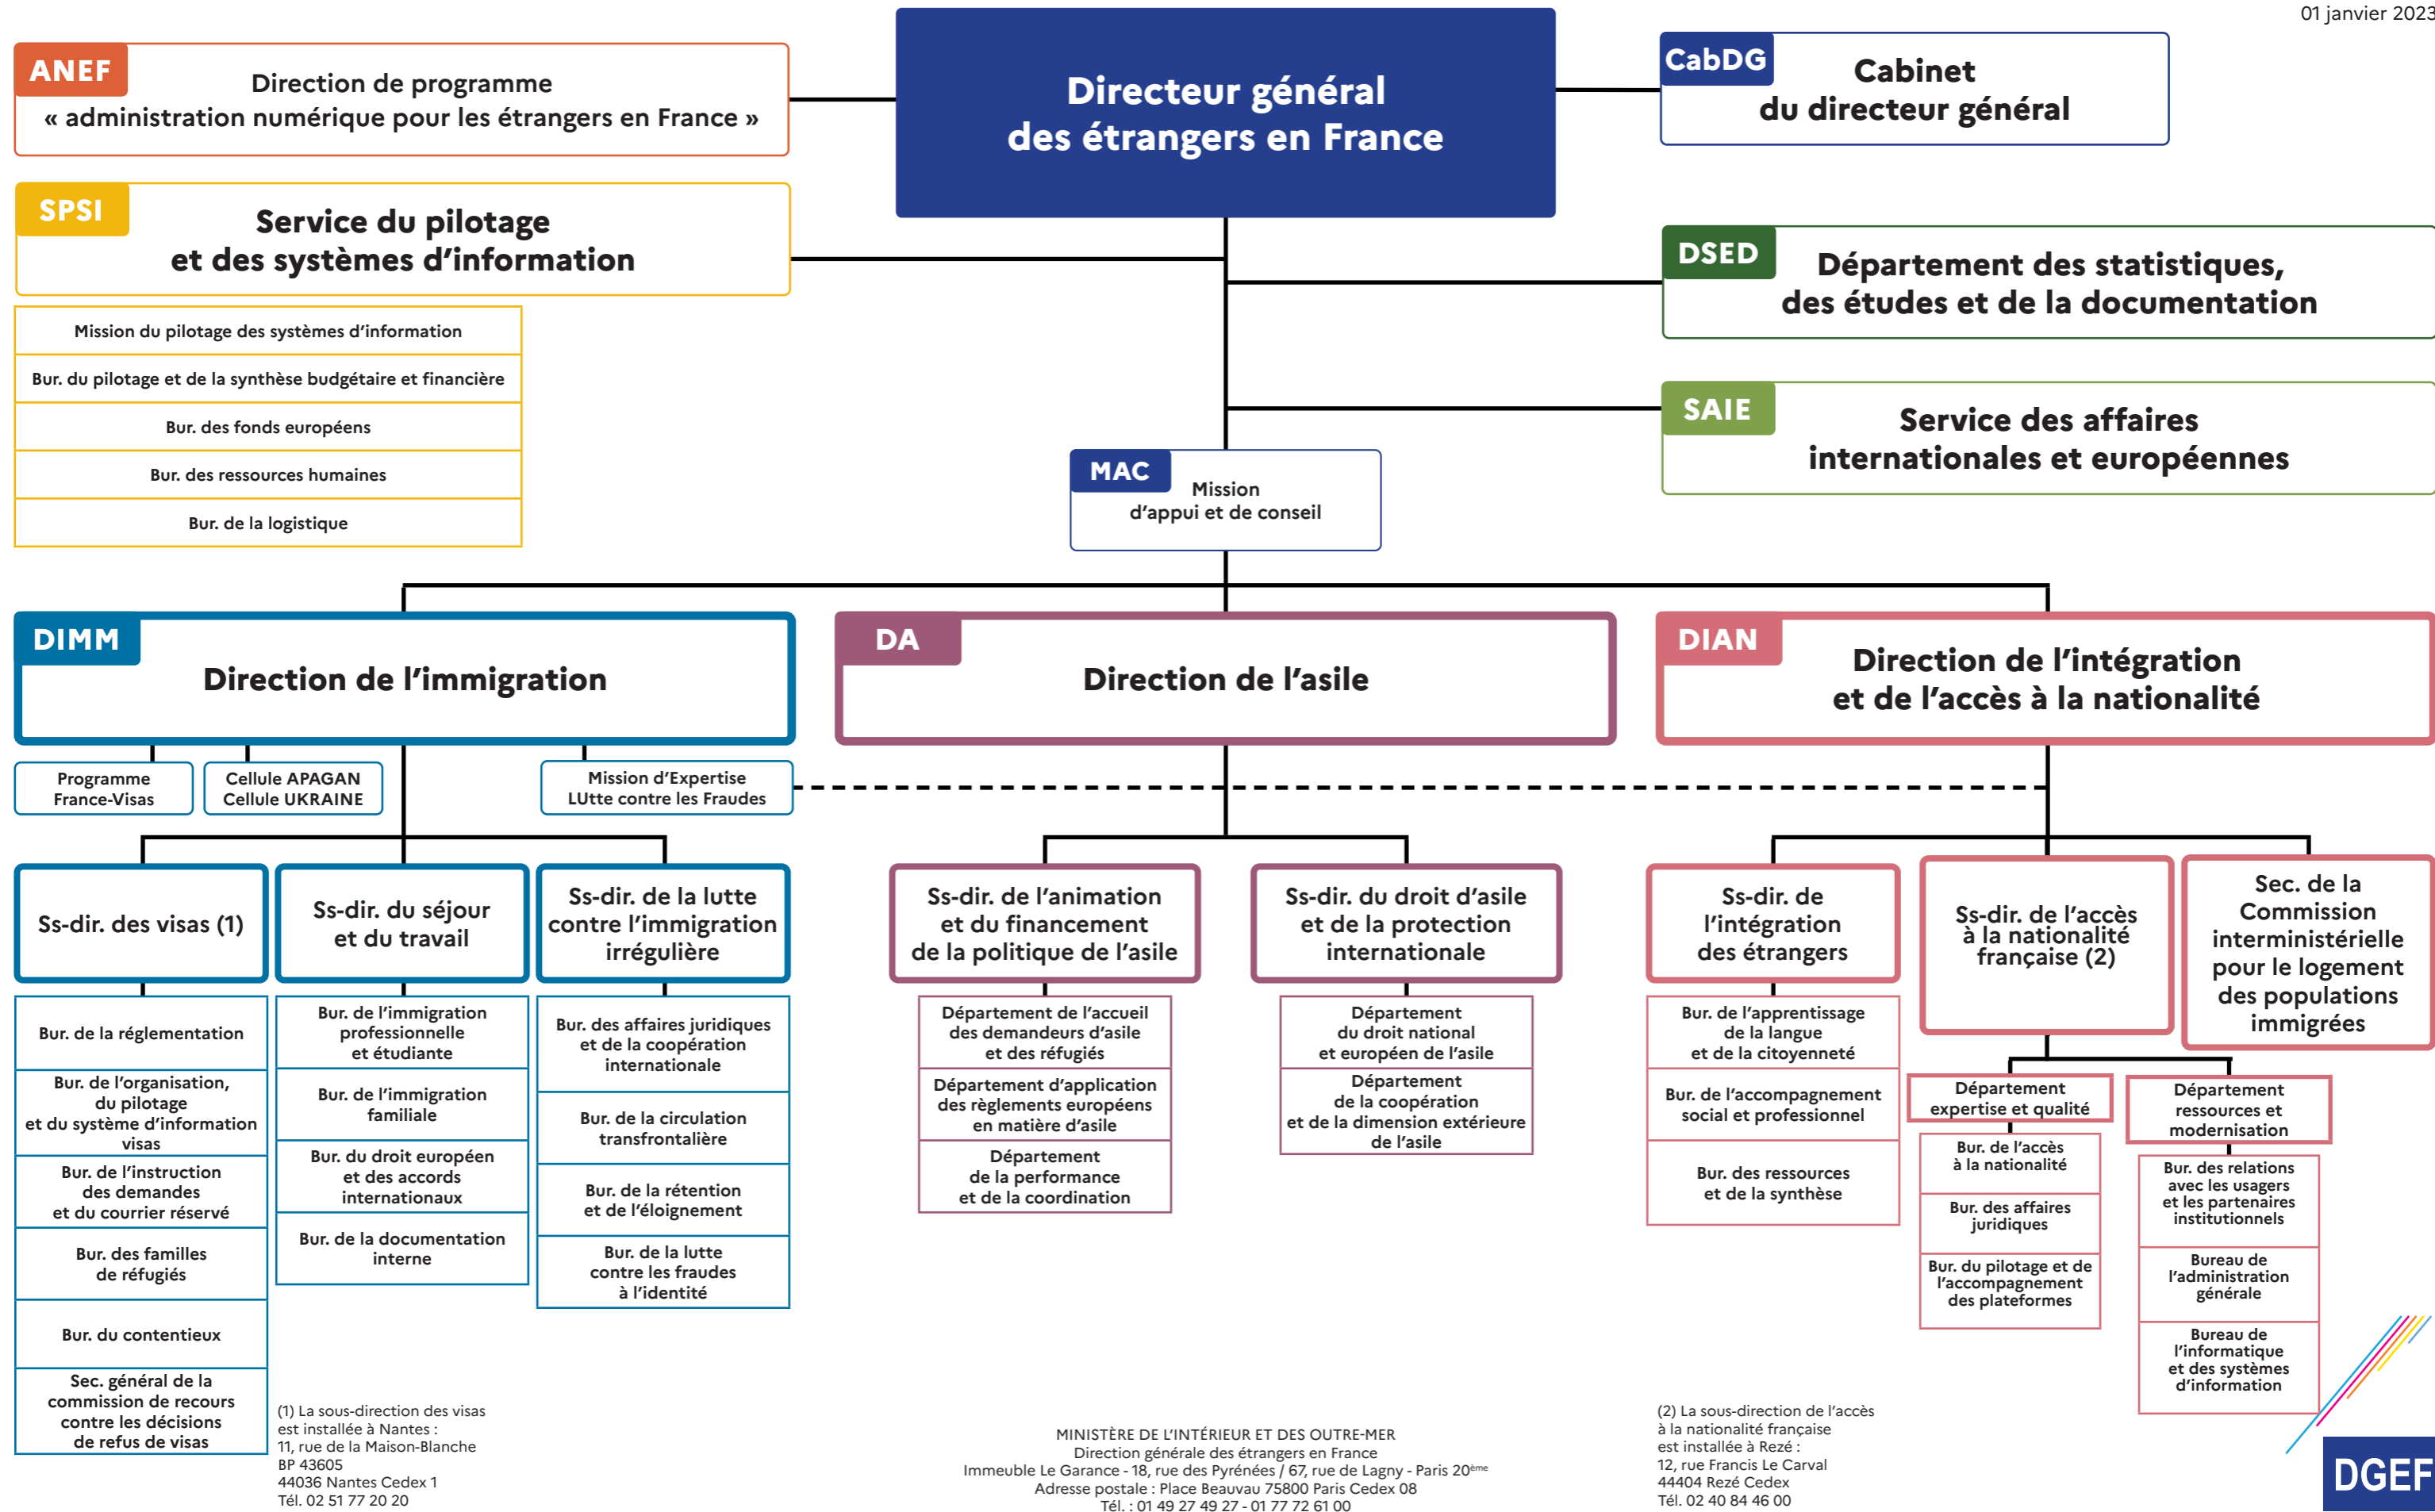 01 janvier 2023
ANEF
Direction de programme
« administration numérique pour les étrangers en France »
Directeur général
des étrangers en France
CabDG
Cabinet
du directeur général
SPSI
Service du pilotage
et des systèmes d'information
Mission du pilotage des systèmes d'information
Bur. du pilotage et de la synthèse budgétaire et financière
Bur. des fonds européens
Bur. des ressources humaines
Bur. de la logistique
DSED
Département des statistiques,
des études et de la documentation
SAIE
Service des affaires
internationales et européennes
MAC
Mission
d'appui et de conseil
DIMM
Direction de l'immigration
DA
Direction de l'asile
DIAN
Direction de l'intégration
et de l'accès à la nationalité
Programme
France-Visas
Cellule APAGAN
Cellule UKRAINE
Mission d'Expertise
LUtte contre les Fraudes
Ss-dir. des visas (1)
Bur. de la réglementation
Bur. de l'organisation,
du pilotage
et du système d'information
visas
Bur. de l'instruction
des demandes
et du courrier réservé
Bur. des familles
de réfugiés
Bur. du contentieux
Sec. général de la
commission de recours
contre les décisions
de refus de visas
Ss-dir. du séjour
et du travail
Bur. de l'immigration
professionnelle
et étudiante
Bur. de l'immigration
familiale
Bur. du droit européen
et des accords
internationaux
Bur. de la documentation
interne
Ss-dir. de la lutte
contre l'immigration
irrégulière
Bur. des affaires juridiques
et de la coopération
internationale
Bur. de la circulation
transfrontalière
Bur. de la rétention
et de l'éloignement
Bur. de la lutte
contre les fraudes
à l'identité
Ss-dir. de l'animation
et du financement
de la politique de l'asile
Département de l'accueil
des demandeurs d'asile
et des réfugiés
Département d'application
des règlements européens
en matière d'asile
Département
de la performance
et de la coordination
Ss-dir. du droit d'asile
et de la protection
internationale
Département
du droit national
et européen de l'asile
Département
de la coopération
et de la dimension extérieure
de l'asile
Ss-dir. de
l'intégration
des étrangers
Bur. de l'apprentissage
de la langue
et de la citoyenneté
Bur. de l'accompagnement
social et professionnel
Bur. des ressources
et de la synthèse
Ss-dir. de l'accès
à la nationalité
française (2)
Département
expertise et qualité
Bur. de l'accès
à la nationalité
Bur. des affaires
juridiques
Bur. du pilotage et de
l'accompagnement
des plateformes
Département
ressources et
modernisation
Bur. des relations
avec les usagers
et les partenaires
institutionnels
Bureau de
l'administration
générale
Bureau de
l'informatique
et des systèmes
d'information
Sec. de la
Commission
interministérielle
pour le logement
des populations
immigrées
(1) La sous-direction des visas
est installée à Nantes :
11, rue de la Maison-Blanche
BP 43605
44036 Nantes Cedex 1
Tél. 02 51 77 20 20
MINISTÈRE DE L'INTÉRIEUR ET DES OUTRE-MER
Direction générale des étrangers en France
Immeuble Le Garance - 18, rue des Pyrénées / 67, rue de Lagny - Paris 20ème
Adresse postale : Place Beauvau 75800 Paris Cedex 08
Tél. : 01 49 27 49 27 - 01 77 72 61 00
(2) La sous-direction de l'accès
à la nationalité française
est installée à Rezé :
12, rue Francis Le Carval
44404 Rezé Cedex
Tél. 02 40 84 46 00
DGEF